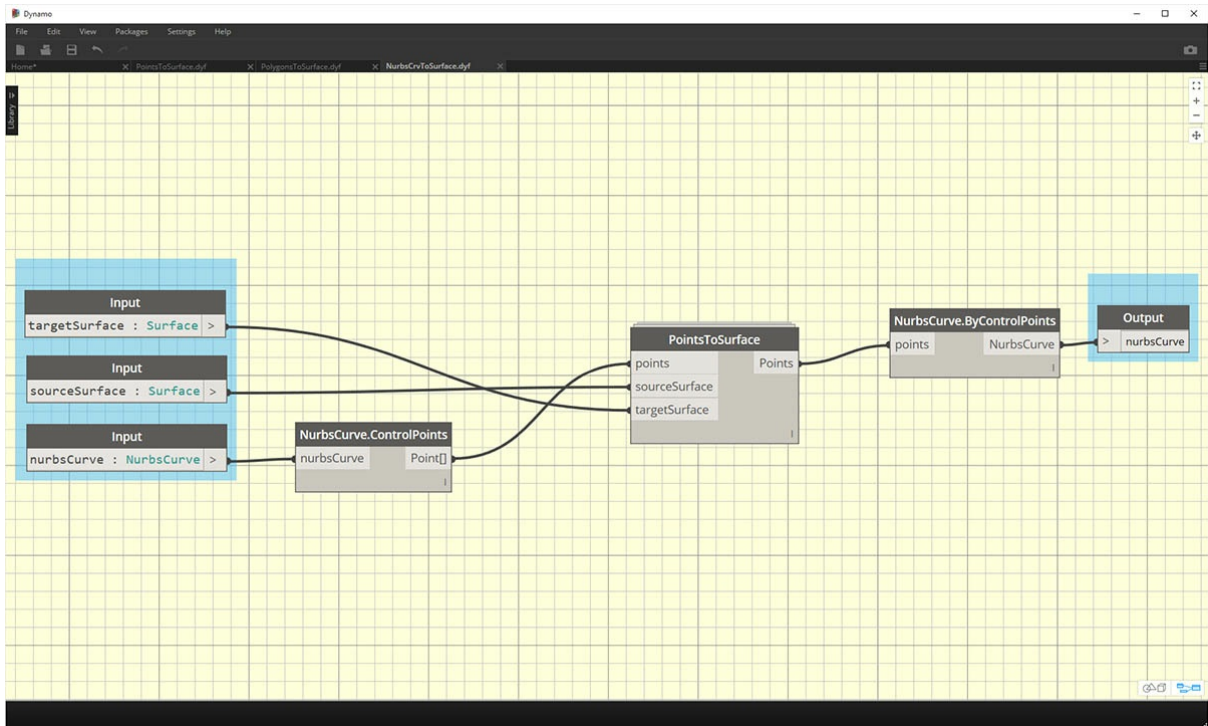 Dynamo
File Edit View Packages Settings Help
Home* PointsToSurface.dyf PolygonsToSurface.dyf NurbsCrvToSurface.dyf
Library
Input
targetSurface : Surface >
Input
sourceSurface : Surface >
Input
nurbsCurve : NurbsCurve >
NurbsCurve.ControlPoints
nurbsCurve Point[]
PointsToSurface
points Points
sourceSurface
targetSurface
NurbsCurve.ByControlPoints
points NurbsCurve
Output
> nurbsCurve